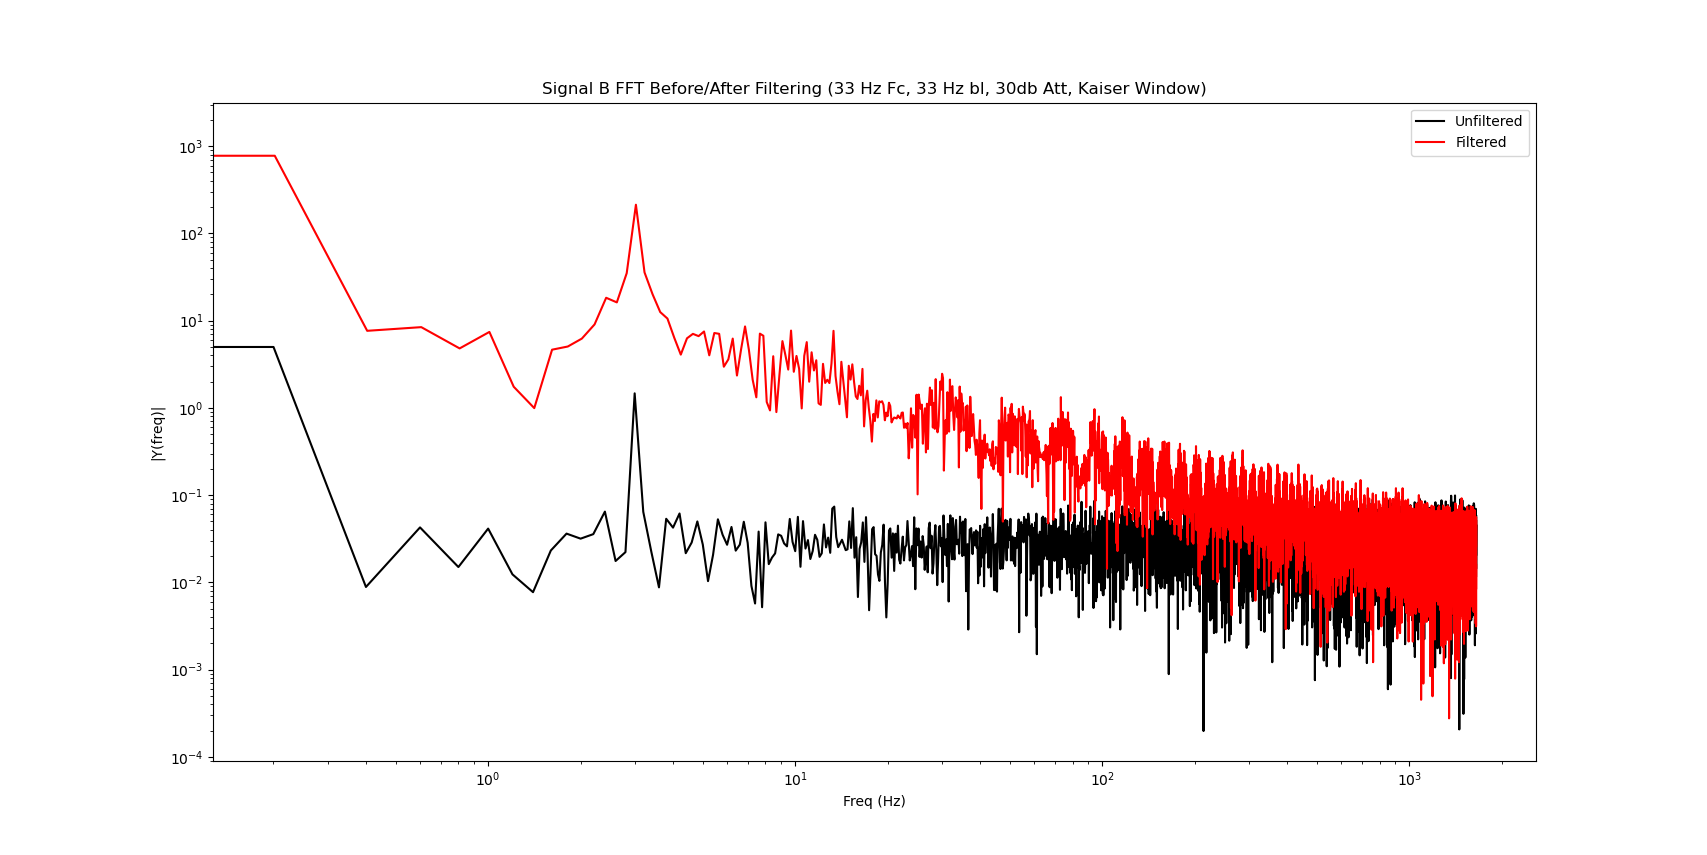 Signal B FFT Before/After Filtering (33 Hz Fc, 33 Hz bl, 30db Att, Kaiser Window)
Unfiltered
Filtered
|Y(freq)|
10³
10²
10¹
10⁰
10⁻¹
10⁻²
10⁻³
10⁻⁴
10⁰ 10¹ 10² 10³
Freq (Hz)